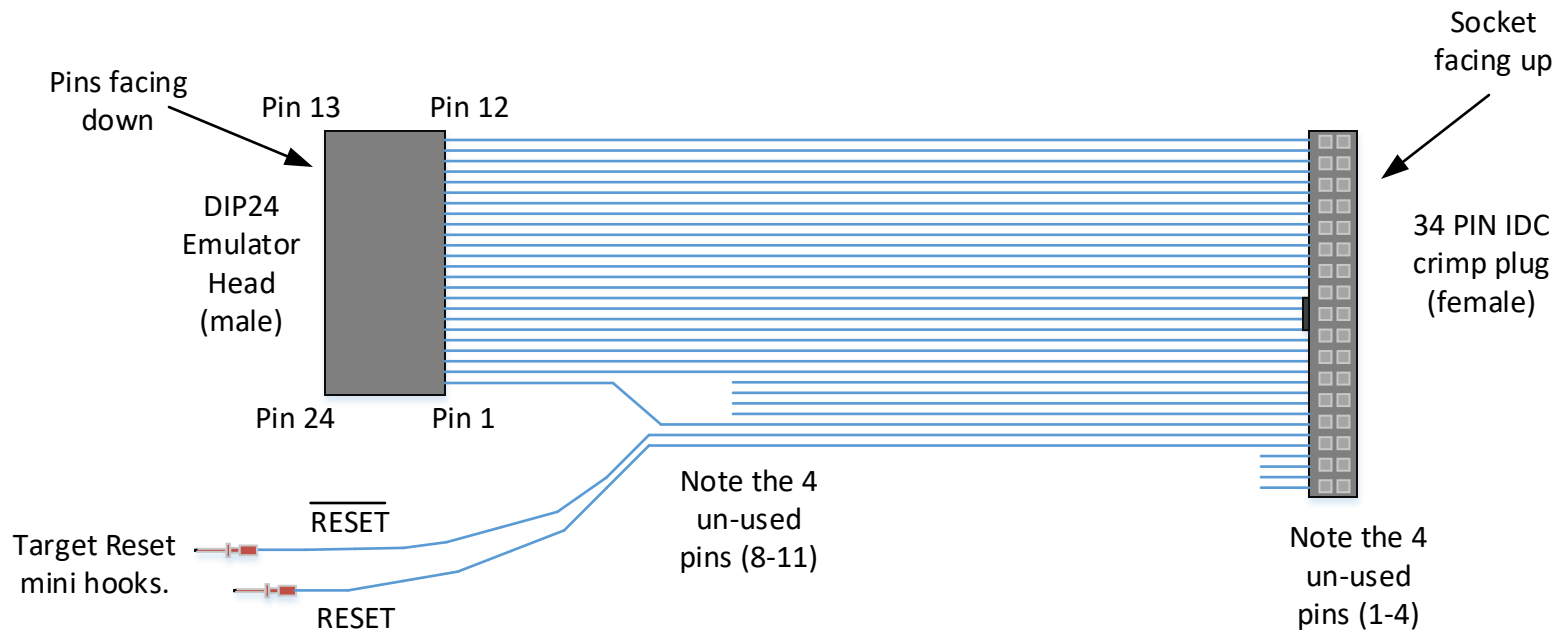 Socket
facing up
Pins facing
down
Pin 13
Pin 12
DIP24
Emulator
Head
(male)
34 PIN IDC
crimp plug
(female)
Pin 24
Pin 1
Note the 4
un-used
pins (8-11)
RESET
Target Reset
mini hooks.
RESET
Note the 4
un-used
pins (1-4)